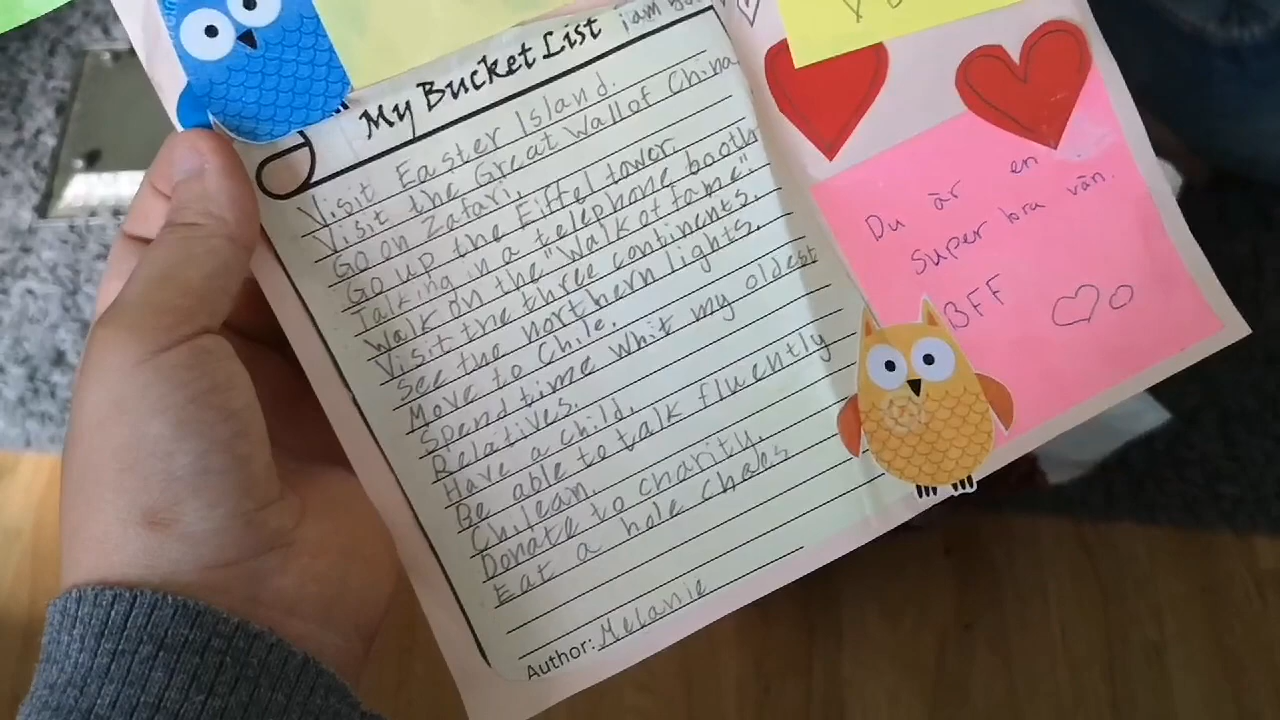 My Bucket List
Visit Easter Island.
Visit the Great Wall of China
Go on Zafari.
Go up the Eiffel tower.
Talking in a telephone booth
Walk on the "Walk of fame".
Visit the three continents.
See two northern lights.
Move to Chile.
Spend time whit my oldest
Relatives.
Have a child.
Be able to talk fluently
Chilean.
Donate to charity.
Eat a hole chales
Author: Melanie
Du är en
super bra vän.
BFF